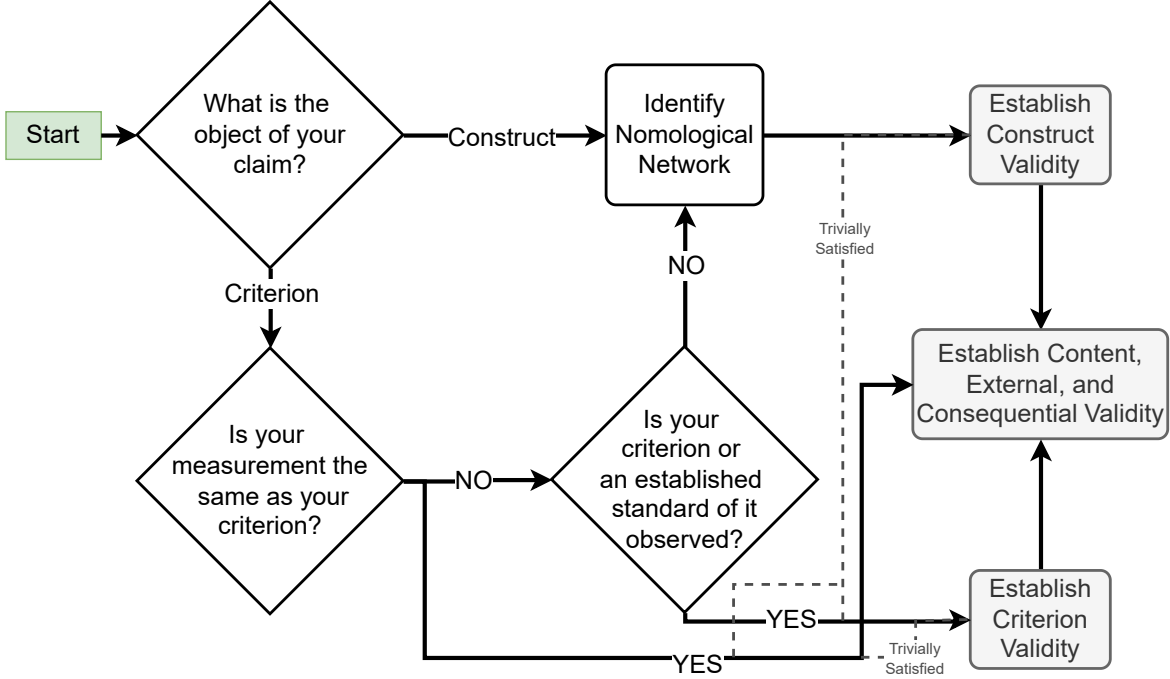 Start
What is the
object of your
claim?
Construct
Identify
Nomological
Network
Establish
Construct
Validity
Trivially
Satisfied
NO
Criterion
Establish Content,
External, and
Consequential Validity
Is your
measurement the
same as your
criterion?
NO
Is your
criterion or
an established
standard of it
observed?
YES
Establish
Criterion
Validity
YES
Trivially
Satisfied